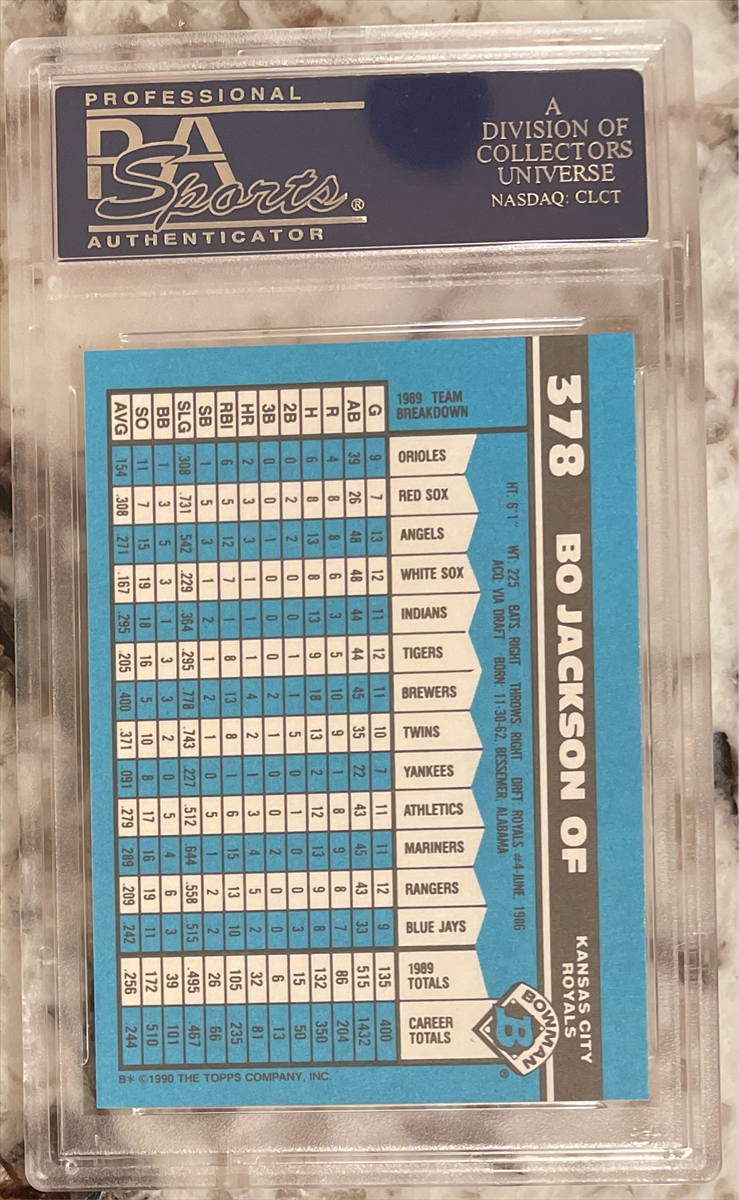 PROFESSIONAL
PSA
Sports®
AUTHENTICATOR
A
DIVISION OF
COLLECTORS
UNIVERSE
NASDAQ: CLCT
378 BO JACKSON OF
KANSAS CITY
ROYALS
HT: 6'1" WT: 225 BATS: RIGHT THROWS: RIGHT DRFT: ROYALS #4-JUNE, 1986
ACQ: VIA DRAFT BORN: 11-30-62, BESSEMER, ALABAMA
BOWMAN
B
®
1989 TEAM
BREAKDOWN
ORIOLES
RED SOX
ANGELS
WHITE SOX
INDIANS
TIGERS
BREWERS
TWINS
YANKEES
ATHLETICS
MARINERS
RANGERS
BLUE JAYS
1989
TOTALS
CAREER
TOTALS
G 9 7 13 12 11 12 11 10 7 11 11 12 9 135 400
AB 39 26 48 48 44 44 45 35 22 43 45 43 33 515 1432
R 4 8 8 6 3 5 10 9 1 8 9 8 7 86 204
H 6 8 13 8 13 9 18 13 2 12 13 9 8 132 350
2B 0 2 2 0 0 1 1 5 0 1 0 0 3 15 50
3B 0 0 1 0 0 0 2 1 0 0 2 0 0 6 13
HR 2 3 3 1 1 1 4 2 1 3 4 5 2 32 81
RBI 6 5 12 7 1 8 13 8 1 6 15 13 10 105 235
SB 1 5 3 1 2 1 2 1 0 5 1 2 2 26 66
SLG .308 .731 .542 .229 .364 .295 .778 .743 .227 .512 .644 .558 .515 .495 .467
BB 1 3 5 3 1 3 3 2 0 5 4 6 3 39 101
SO 11 7 15 19 18 16 5 10 8 17 16 19 11 172 510
AVG .154 .308 .271 .167 .295 .205 .400 .371 .091 .279 .289 .209 .242 .256 .244
B* ©1990 THE TOPPS COMPANY, INC.